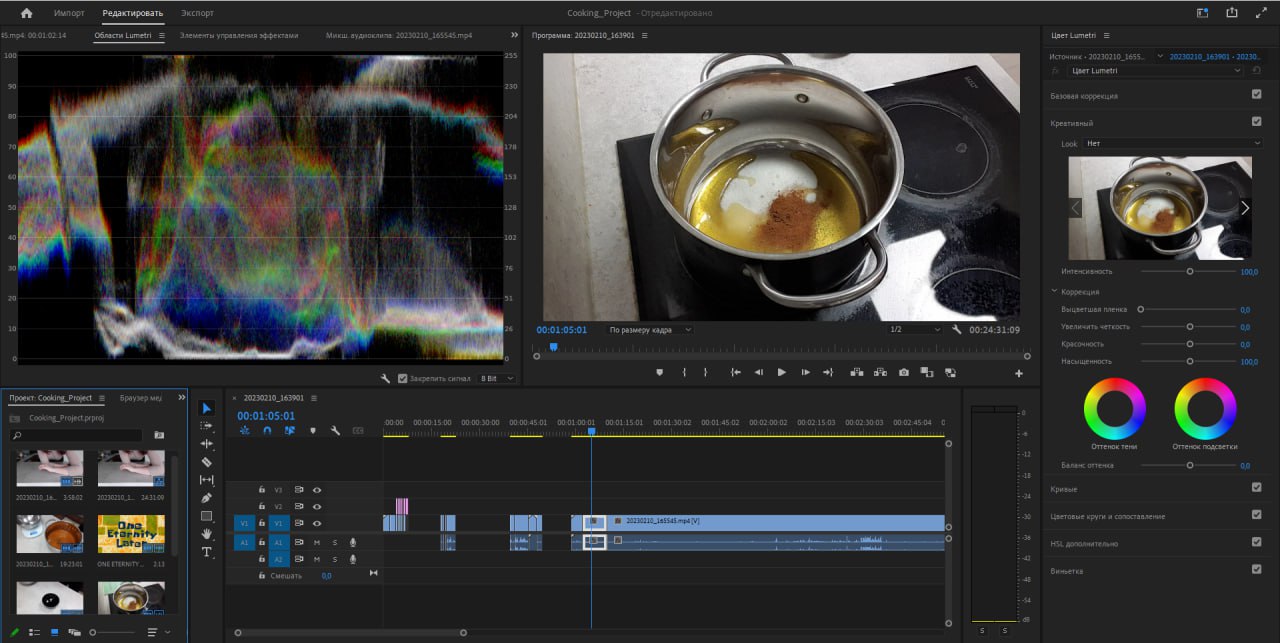 Импорт
Редактировать
Экспорт
Cooking_Project - Отредактировано
45.mp4: 00:01:02:14
Области Lumetri
Элементы управления эффектами
Микш. аудиоклипа: 20230210_165545.mp4
Программа: 20230210_163901
Цвет Lumetri
Источник - 20230210_1655...
20230210_163901 - 20230...
fx Цвет Lumetri
Базовая коррекция
Креативный
Look Нет
Интенсивность 100,0
Коррекция
Выцветшая пленка 0,0
Увеличить четкость 0,0
Красочность 0,0
Насыщенность 100,0
Оттенок тени
Оттенок подсветки
Баланс оттенка 0,0
Кривые
Цветовые круги и сопоставление
HSL дополнительно
Виньетка
100 255
90 230
80 204
70 178
60 153
50 128
40 102
30 76
20 51
10 26
0 0
Закрепить сигнал
8 Bit
00:01:05:01
По размеру кадра
1/2
00:24:31:09
Проект: Cooking_Project
Браузер мед
Cooking_Project.prproj
20230210_16... 3:58:02
20230210_1... 24:31:09
20230210_1... 19:23:01
One
Eternity
Later
ONE ETERNITY ... 2:13
20230210_163901
00:01:05:01
:00:00
00:00:15:00
00:00:30:00
00:00:45:01
00:01:00:01
00:01:15:01
00:01:30:02
00:01:45:02
00:02:00:02
00:02:15:03
00:02:30:03
00:02:45:04
0
V3
V2
V1 V1
20230210_165545.mp4 [V]
A1 A1 M S
A2 M S
Смешать 0,0
0
-6
-12
-18
-24
-30
-36
-42
-48
-54
dB
S S